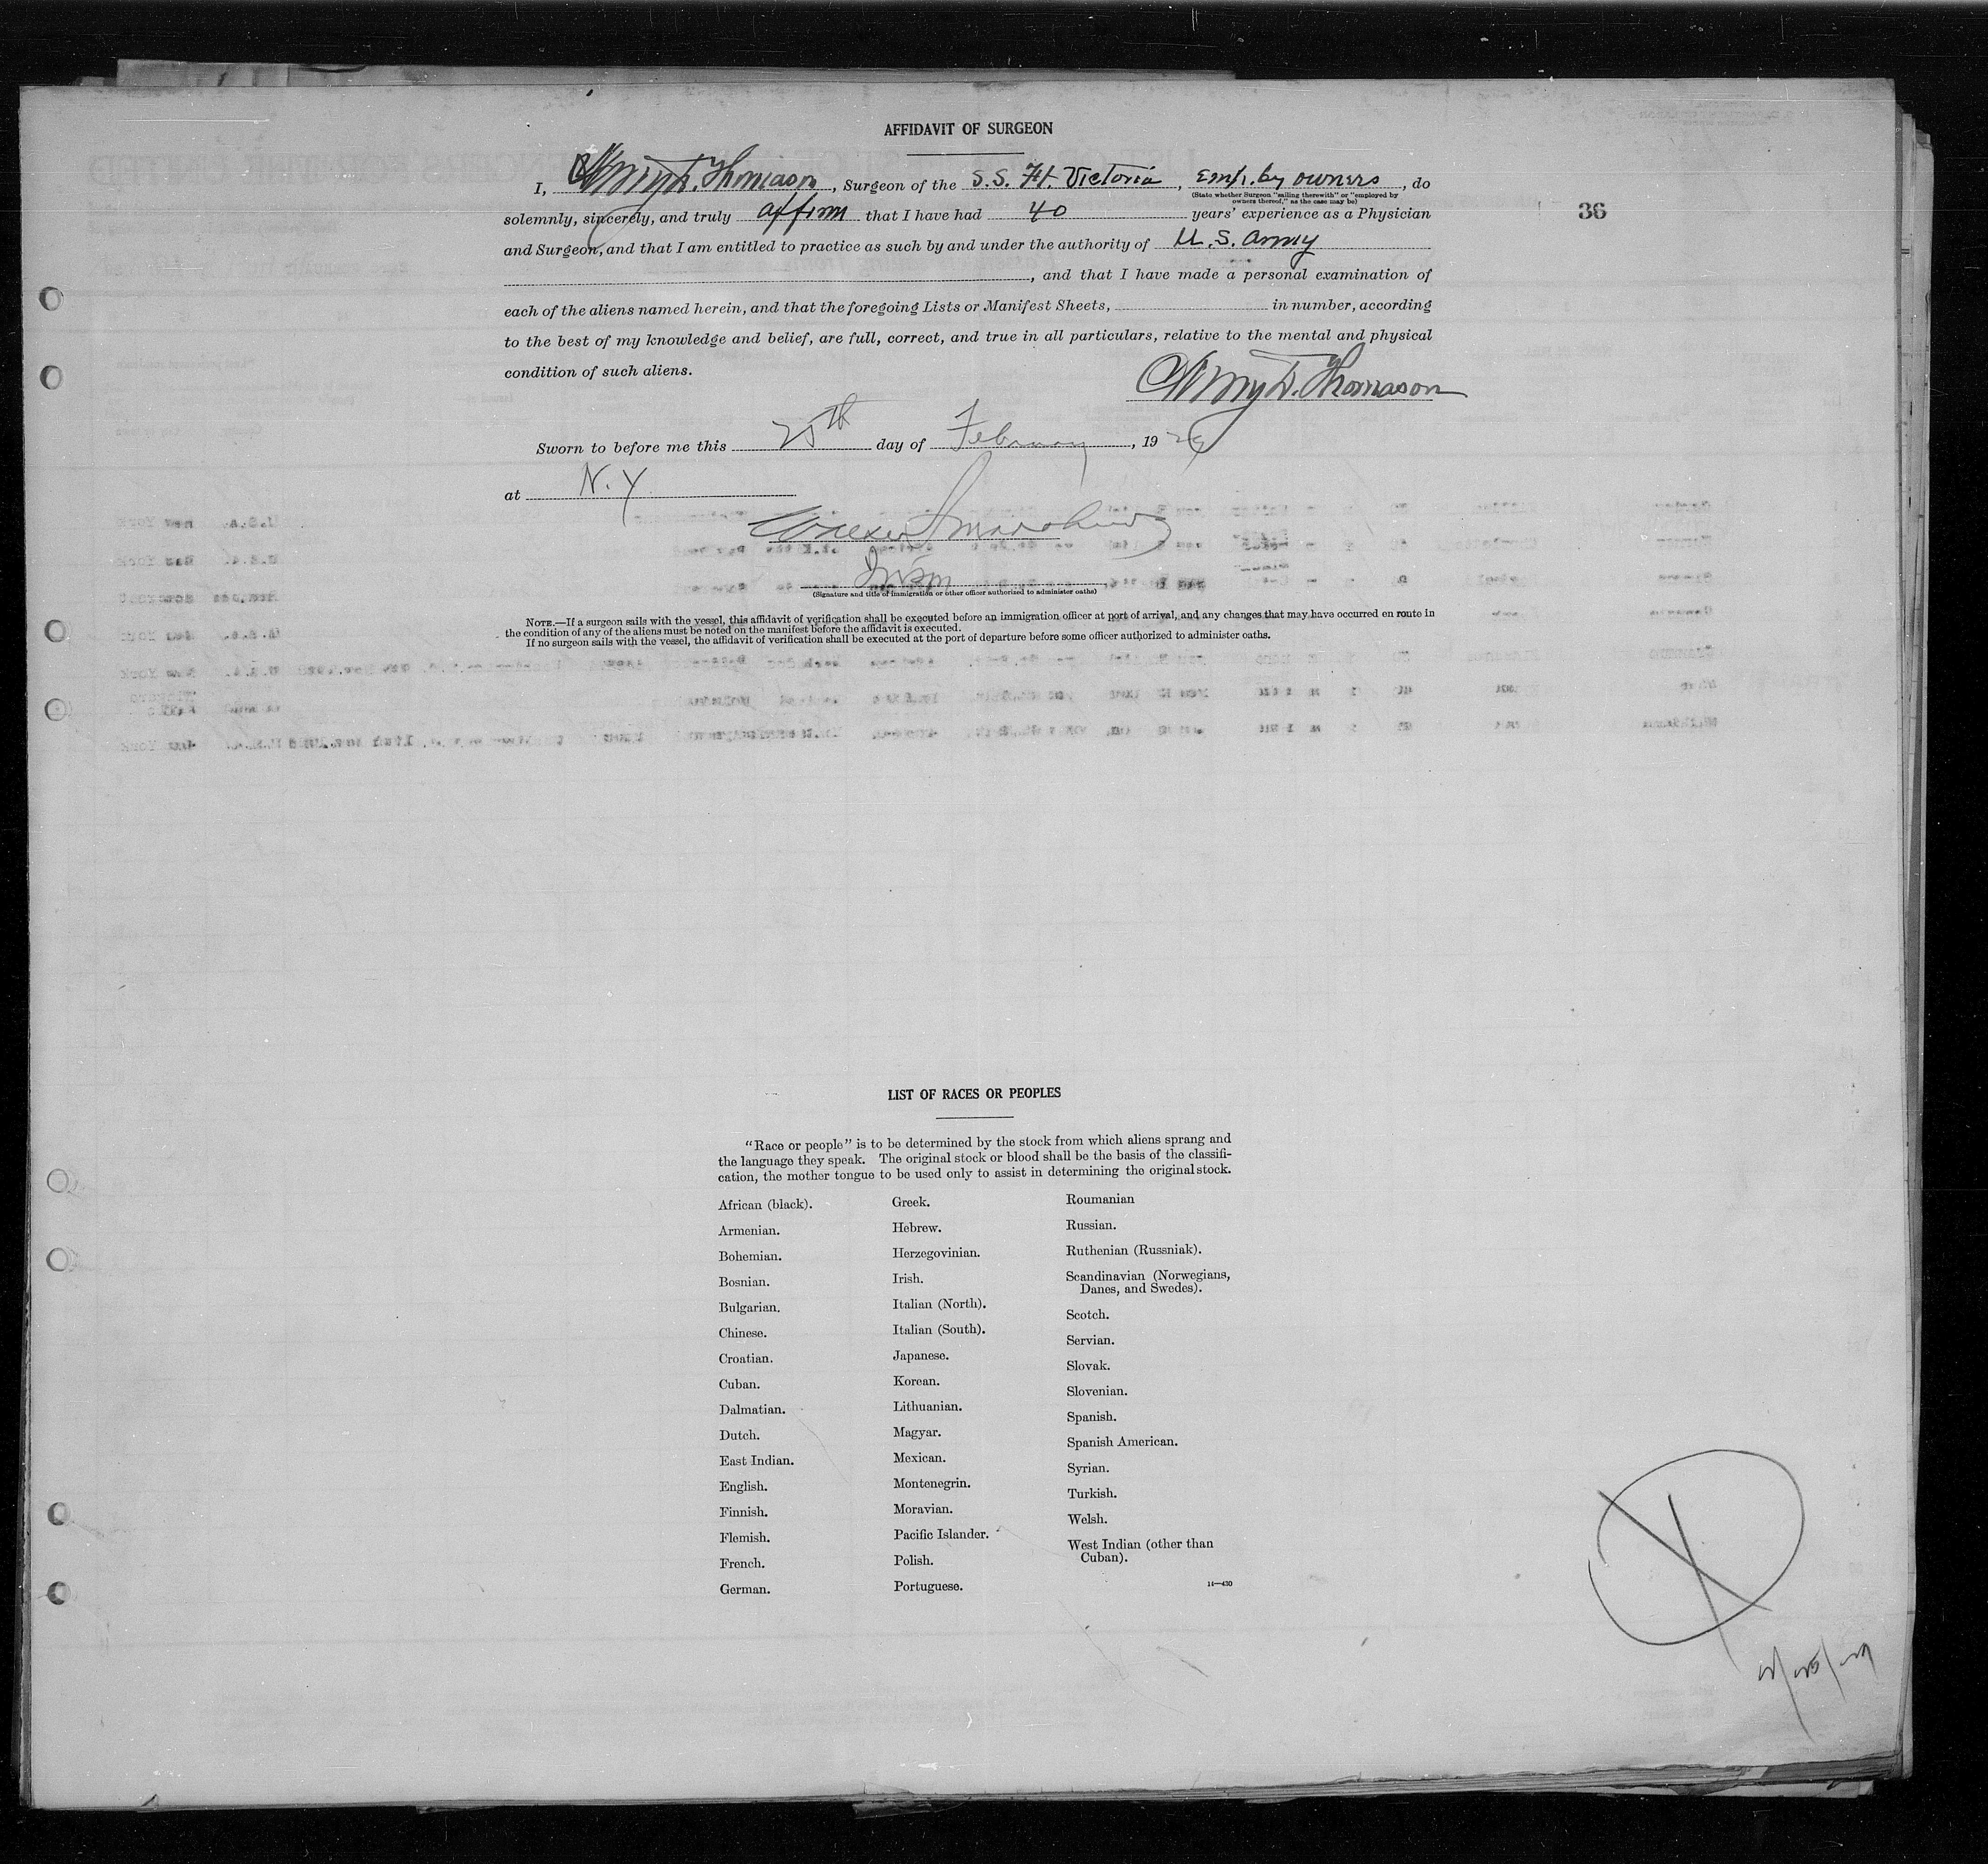 AFFIDAVIT OF SURGEON
I, Henry D. Thomason, Surgeon of the S.S. Ft. Victoria, Emp. by owners, do
(State whether Surgeon "sailing therewith" or "employed by
owners thereof," as the case may be)
solemnly, sincerely, and truly affirm that I have had 40 years' experience as a Physician
36
and Surgeon, and that I am entitled to practice as such by and under the authority of U.S. Army
, and that I have made a personal examination of
each of the aliens named herein, and that the foregoing Lists or Manifest Sheets, in number, according
to the best of my knowledge and belief, are full, correct, and true in all particulars, relative to the mental and physical
condition of such aliens.
Henry D. Thomason
Sworn to before me this 25th day of February, 19
at N.Y.
(Signature and title of immigration or other officer authorized to administer oaths)
NOTE.—If a surgeon sails with the vessel, this affidavit of verification shall be executed before an immigration officer at port of arrival, and any changes that may have occurred en route in
the condition of any of the aliens must be noted on the manifest before the affidavit is executed.
If no surgeon sails with the vessel, the affidavit of verification shall be executed at the port of departure before some officer authorized to administer oaths.
LIST OF RACES OR PEOPLES
"Race or people" is to be determined by the stock from which aliens sprang and
the language they speak. The original stock or blood shall be the basis of the classifi-
cation, the mother tongue to be used only to assist in determining the original stock.
African (black).
Armenian.
Bohemian.
Bosnian.
Bulgarian.
Chinese.
Croatian.
Cuban.
Dalmatian.
Dutch.
East Indian.
English.
Finnish.
Flemish.
French.
German.
Greek.
Hebrew.
Herzegovinian.
Irish.
Italian (North).
Italian (South).
Japanese.
Korean.
Lithuanian.
Magyar.
Mexican.
Montenegrin.
Moravian.
Pacific Islander.
Polish.
Portuguese.
Roumanian
Russian.
Ruthenian (Russniak).
Scandinavian (Norwegians,
Danes, and Swedes).
Scotch.
Servian.
Slovak.
Slovenian.
Spanish.
Spanish American.
Syrian.
Turkish.
Welsh.
West Indian (other than
Cuban).
14—430